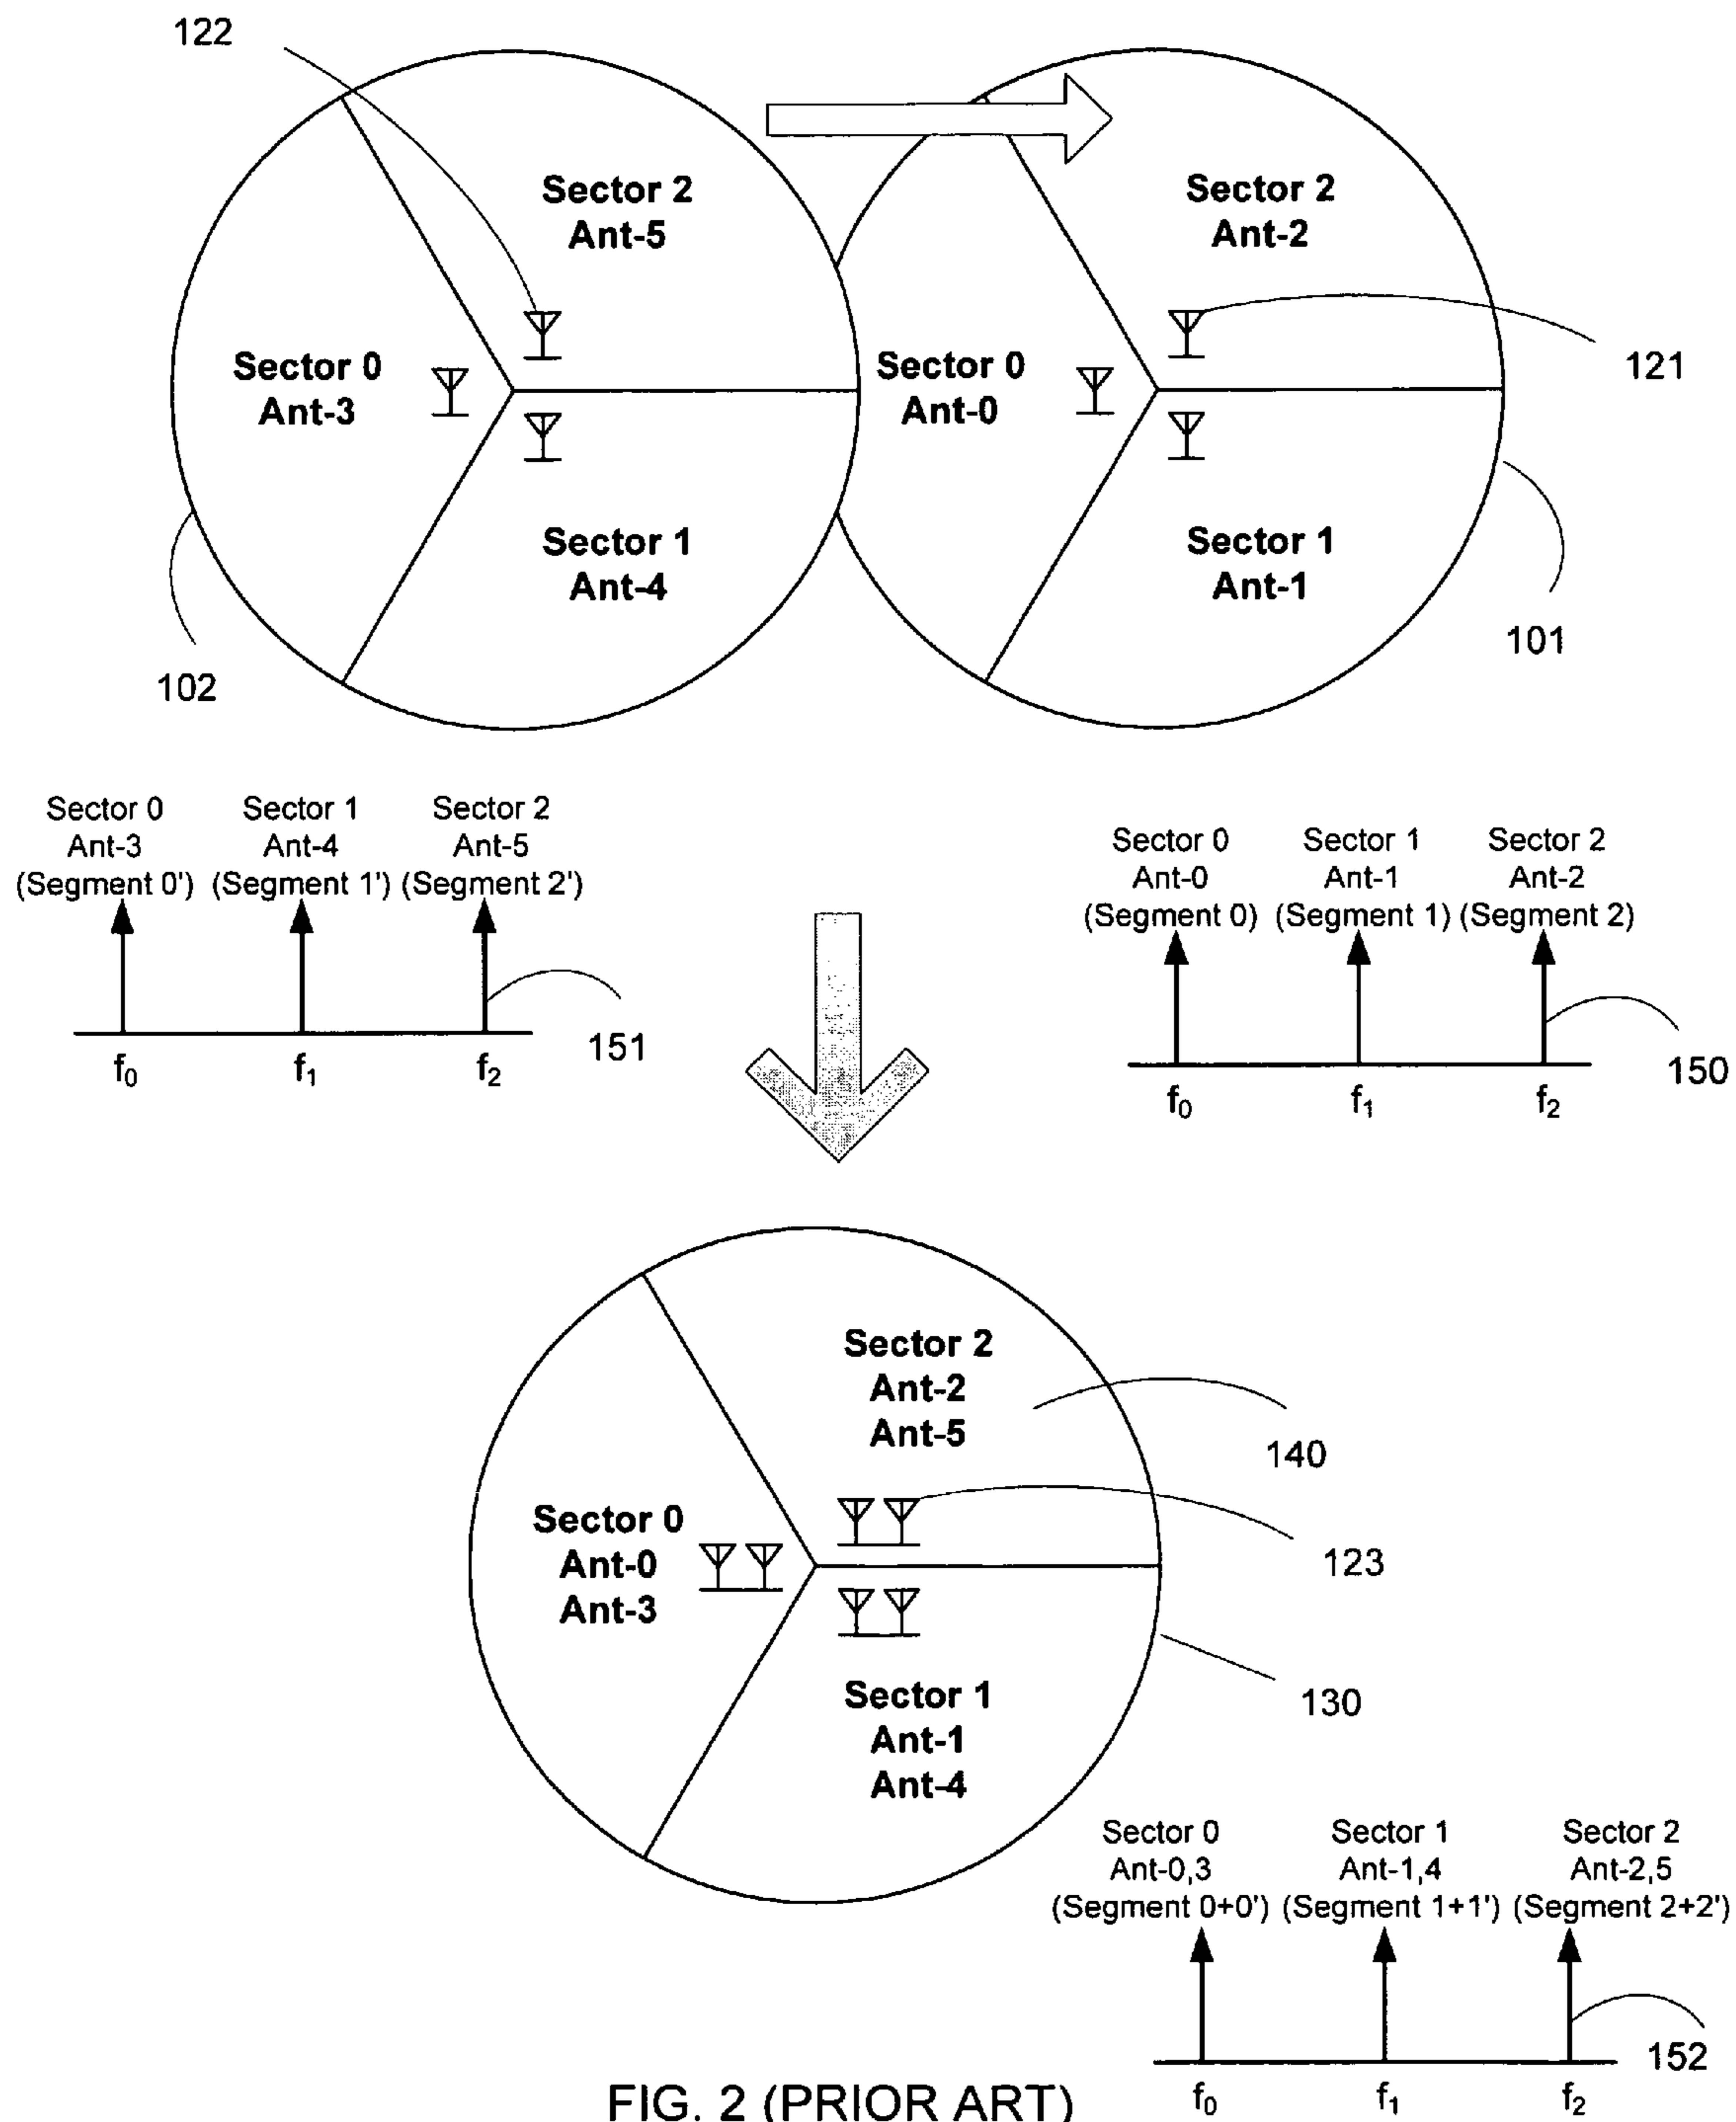 122
Sector 2
Ant-5
Sector 2
Ant-2
Sector 0
Ant-3
Sector 0
Ant-0
121
Sector 1
Ant-4
Sector 1
Ant-1
101
102
Sector 0
Ant-3
(Segment 0')
Sector 1
Ant-4
(Segment 1')
Sector 2
Ant-5
(Segment 2')
151
f0
f1
f2
Sector 0
Ant-0
(Segment 0)
Sector 1
Ant-1
(Segment 1)
Sector 2
Ant-2
(Segment 2)
150
f0
f1
f2
Sector 2
Ant-2
Ant-5
140
Sector 0
Ant-0
Ant-3
123
Sector 1
Ant-1
Ant-4
130
Sector 0
Ant-0,3
(Segment 0+0')
Sector 1
Ant-1,4
(Segment 1+1')
Sector 2
Ant-2,5
(Segment 2+2')
152
f0
f1
f2
FIG. 2 (PRIOR ART)